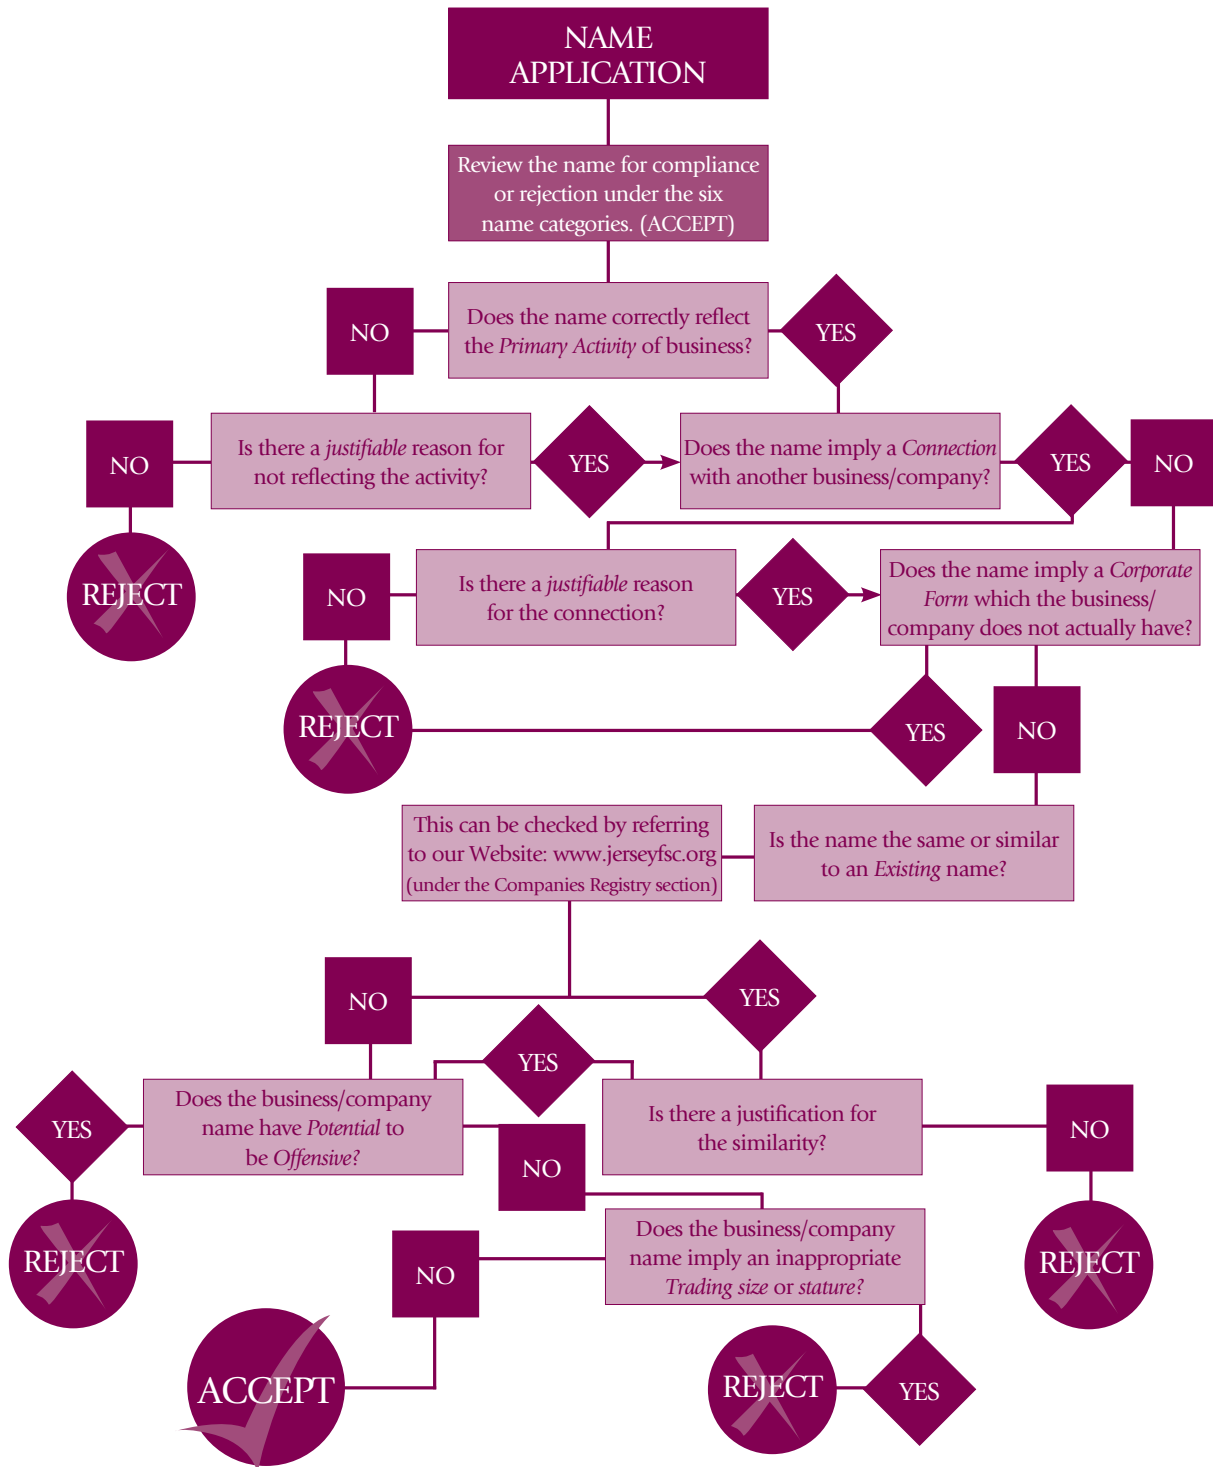 NAME
APPLICATION
Review the name for compliance
or rejection under the six
name categories. (ACCEPT)
NO
Does the name correctly reflect
the Primary Activity of business?
YES
NO
Is there a justifiable reason for
not reflecting the activity?
YES
Does the name imply a Connection
with another business/company?
YES
NO
REJECT
NO
Is there a justifiable reason
for the connection?
YES
Does the name imply a Corporate
Form which the business/
company does not actually have?
REJECT
YES
NO
This can be checked by referring
to our Website: www.jerseyfsc.org
(under the Companies Registry section)
Is the name the same or similar
to an Existing name?
NO
YES
YES
YES
Does the business/company
name have Potential to
be Offensive?
Is there a justification for
the similarity?
NO
NO
REJECT
REJECT
Does the business/company
name imply an inappropriate
Trading size or stature?
NO
ACCEPT
REJECT
YES